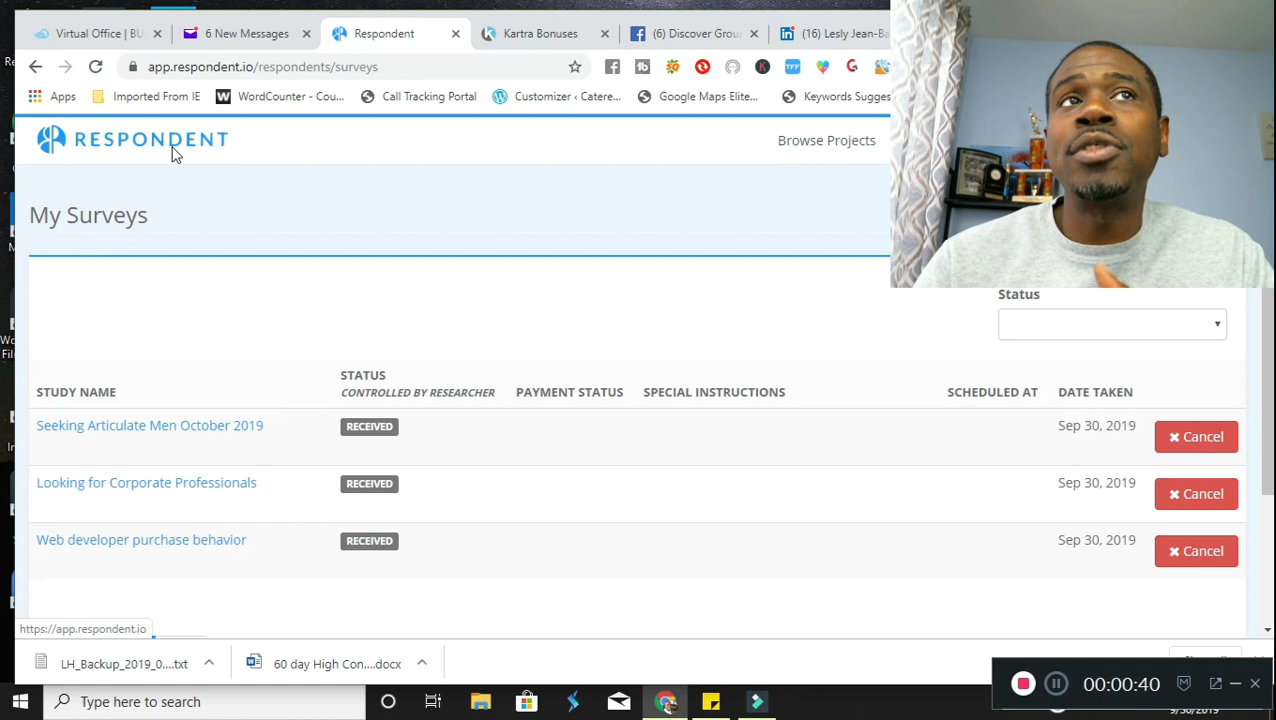 Virtual Office | BU
6 New Messages
Respondent
Kartra Bonuses
(6) Discover Grou
(16) Lesly Jean-Ba
app.respondent.io/respondents/surveys
Apps
Imported From IE
WordCounter - Cou...
Call Tracking Portal
Customizer ‹ Catere...
Google Maps Elite...
Keywords Sugges
RESPONDENT
Browse Projects
My Surveys
Status
STUDY NAME
STATUS
CONTROLLED BY RESEARCHER
PAYMENT STATUS
SPECIAL INSTRUCTIONS
SCHEDULED AT
DATE TAKEN
Seeking Articulate Men October 2019
RECEIVED
Sep 30, 2019
Cancel
Looking for Corporate Professionals
RECEIVED
Sep 30, 2019
Cancel
Web developer purchase behavior
RECEIVED
Sep 30, 2019
Cancel
https://app.respondent.io
LH_Backup_2019_0....txt
60 day High Con....docx
00:00:40
Type here to search
9/30/2019